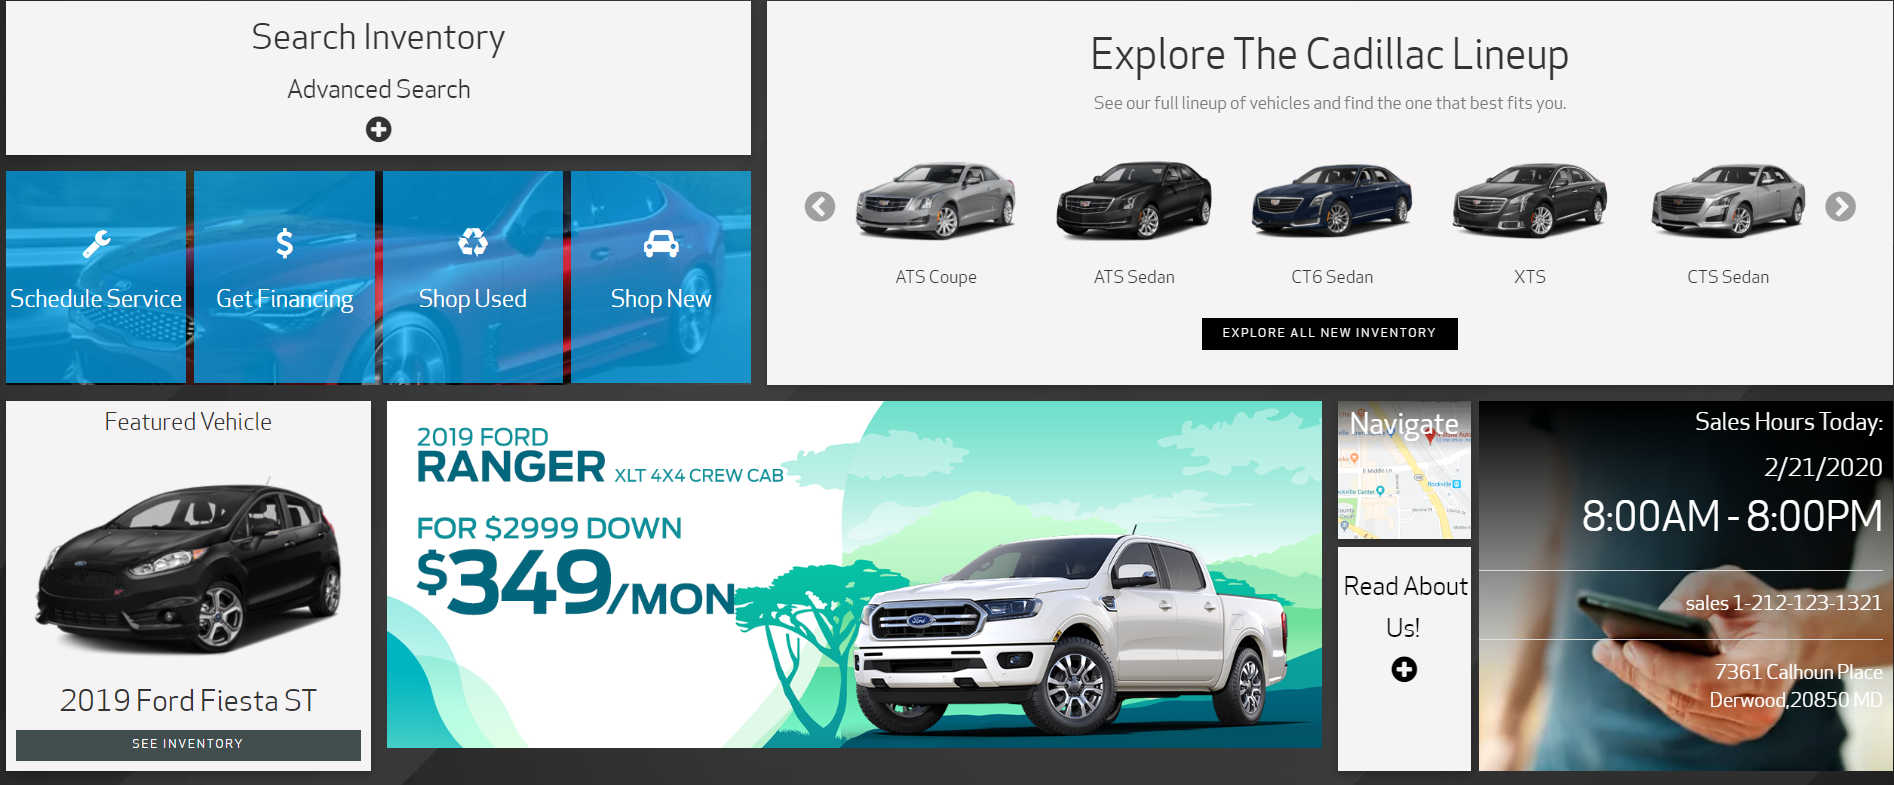 Search Inventory
Advanced Search
Schedule Service
Get Financing
Shop Used
Shop New
Explore The Cadillac Lineup
See our full lineup of vehicles and find the one that best fits you.
ATS Coupe
ATS Sedan
CT6 Sedan
XTS
CTS Sedan
EXPLORE ALL NEW INVENTORY
Featured Vehicle
2019 Ford Fiesta ST
SEE INVENTORY
2019 FORD
RANGER XLT 4X4 CREW CAB
FOR $2999 DOWN
$349/MON
Ford
Navigate
E Middle Ln
Rockville
Read About
Us!
Sales Hours Today:
2/21/2020
8:00AM - 8:00PM
sales 1-212-123-1321
7361 Calhoun Place
Derwood,20850 MD